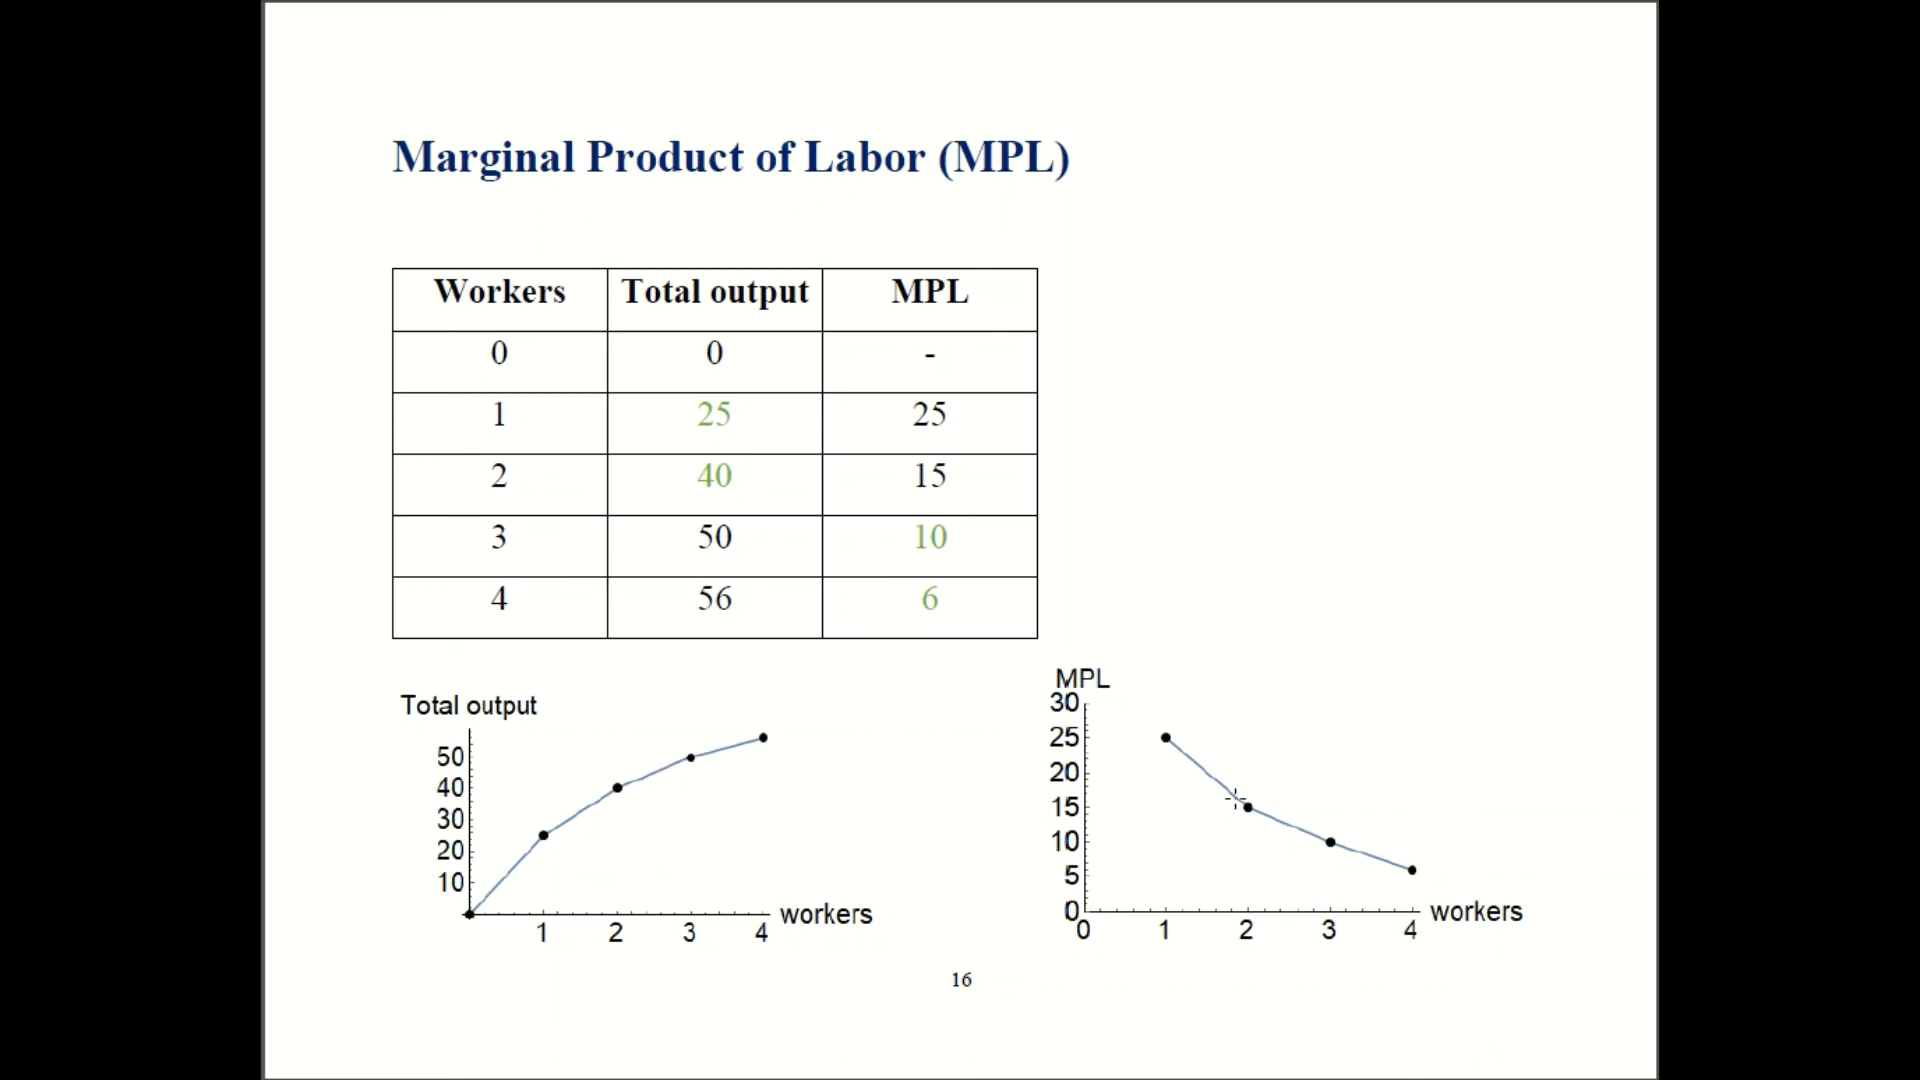 Marginal Product of Labor (MPL)
Workers Total output MPL
0 0 -
1 25 25
2 40 15
3 50 10
4 56 6
Total output
50
40
30
20
10
1 2 3 4 workers
MPL
30
25
20
15
10
5
0
0 1 2 3 4 workers
16